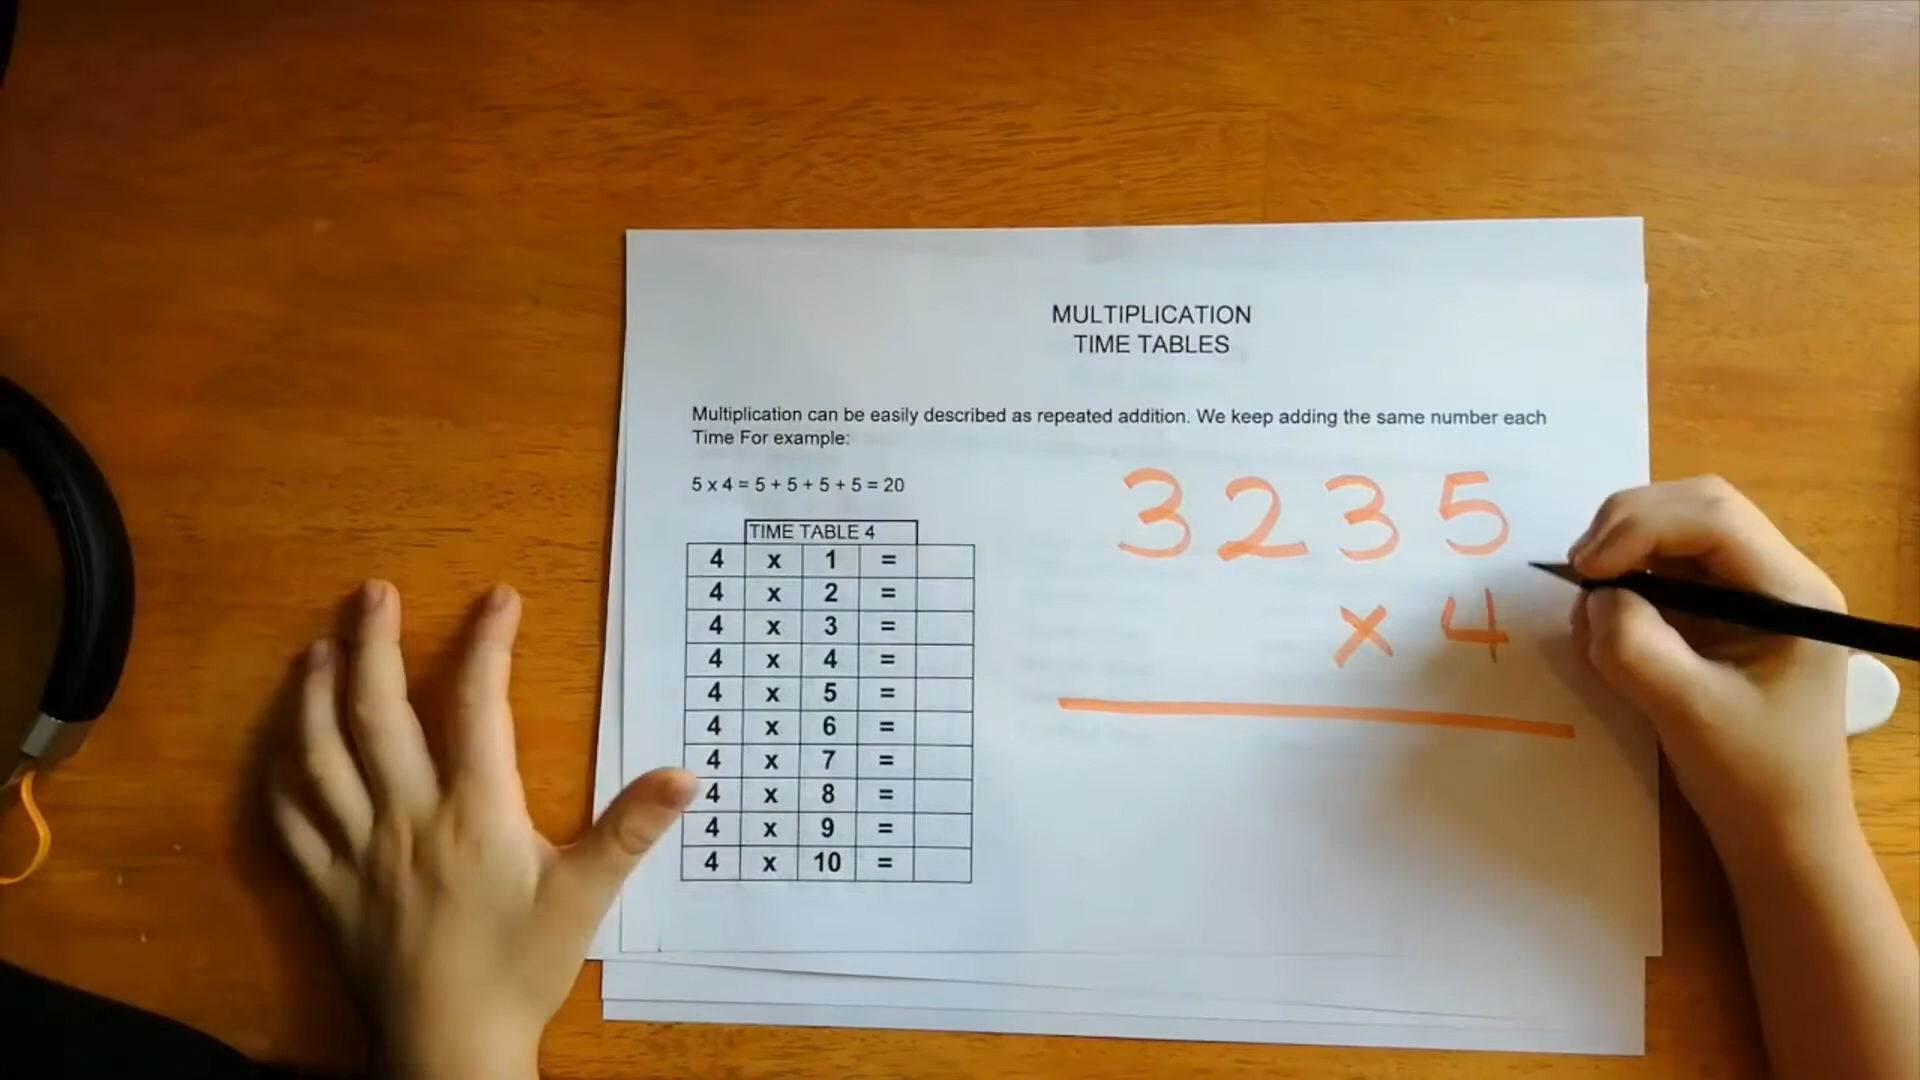 MULTIPLICATION
TIME TABLES
Multiplication can be easily described as repeated addition. We keep adding the same number each
Time For example:
5 x 4 = 5 + 5 + 5 + 5 = 20
TIME TABLE 4
4 x 1 =
4 x 2 =
4 x 3 =
4 x 4 =
4 x 5 =
4 x 6 =
4 x 7 =
4 x 8 =
4 x 9 =
4 x 10 =
3235
x 4